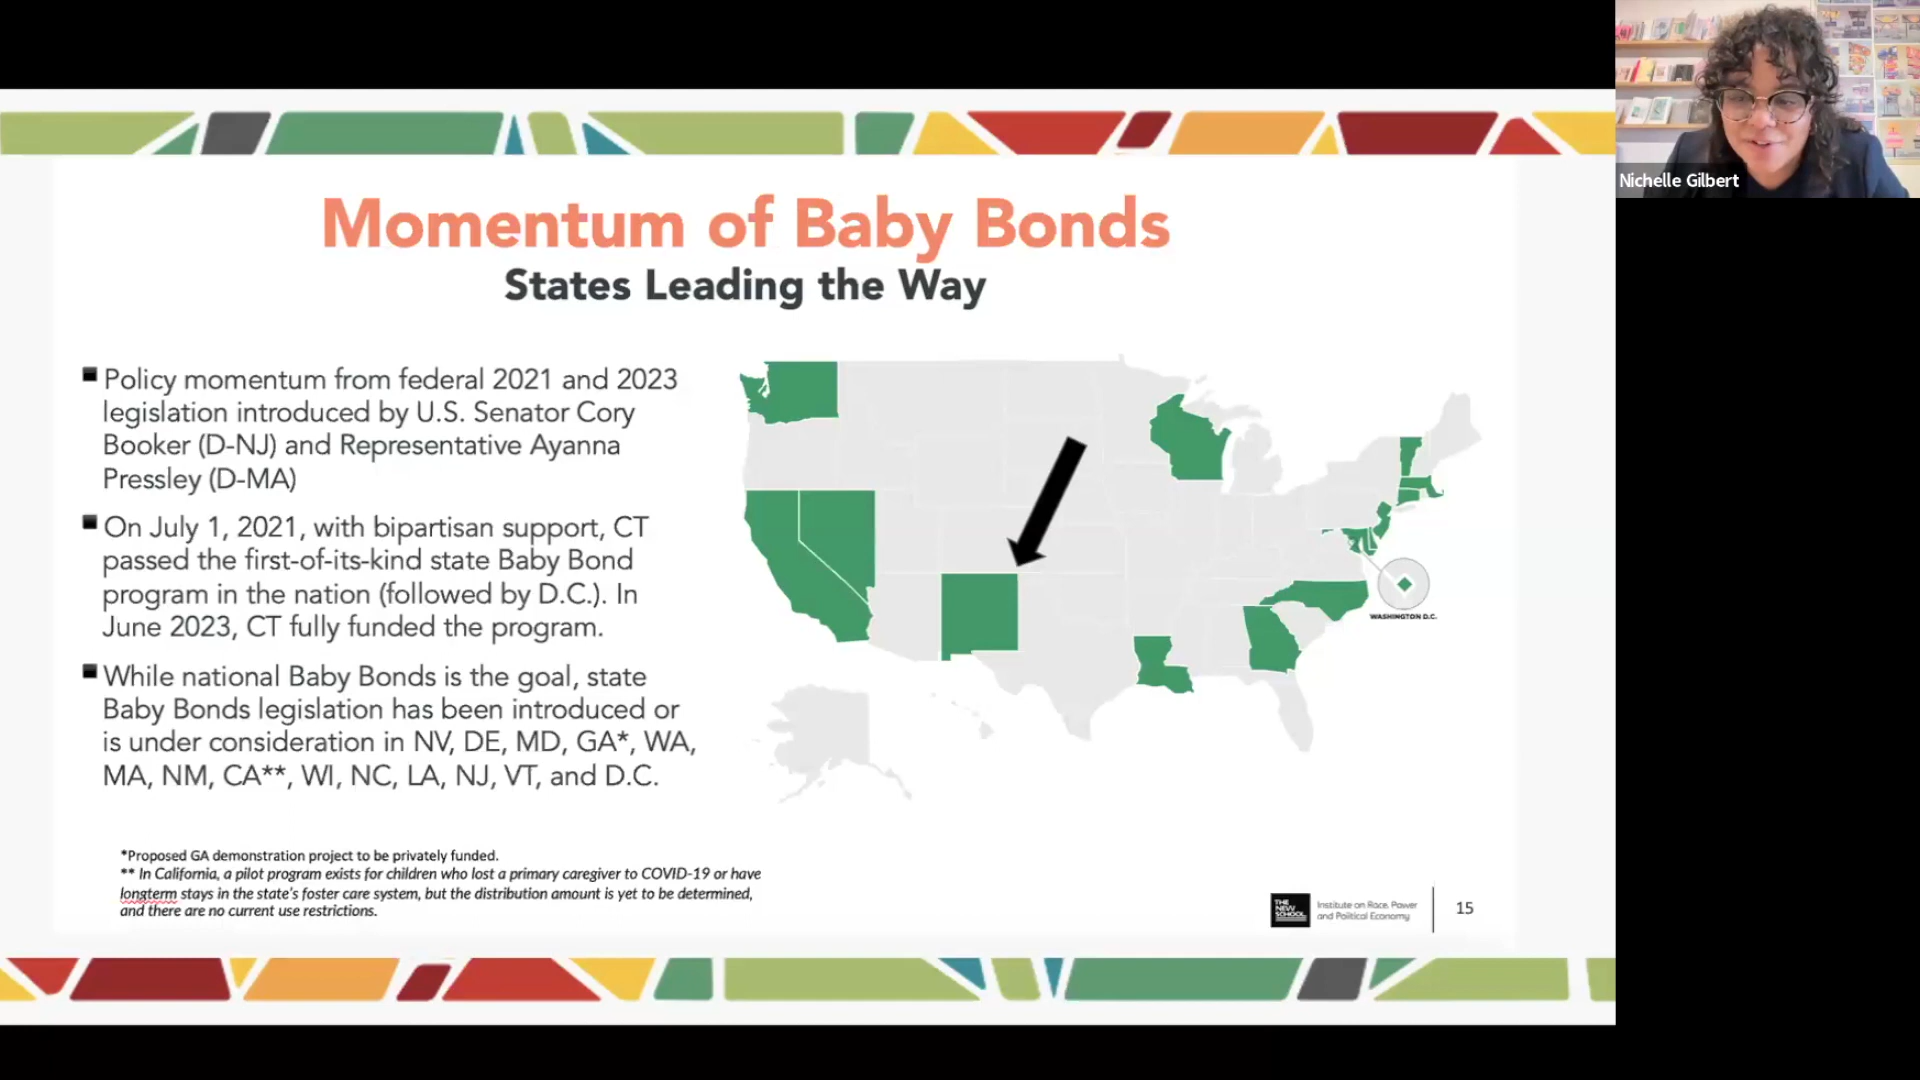 Nichelle Gilbert
Momentum of Baby Bonds
States Leading the Way
Policy momentum from federal 2021 and 2023
legislation introduced by U.S. Senator Cory
Booker (D-NJ) and Representative Ayanna
Pressley (D-MA)
On July 1, 2021, with bipartisan support, CT
passed the first-of-its-kind state Baby Bond
program in the nation (followed by D.C.). In
June 2023, CT fully funded the program.
While national Baby Bonds is the goal, state
Baby Bonds legislation has been introduced or
is under consideration in NV, DE, MD, GA*, WA,
MA, NM, CA**, WI, NC, LA, NJ, VT, and D.C.
WASHINGTON D.C.
*Proposed GA demonstration project to be privately funded.
** In California, a pilot program exists for children who lost a primary caregiver to COVID-19 or have
longterm stays in the state's foster care system, but the distribution amount is yet to be determined,
and there are no current use restrictions.
THE
NEW
SCHOOL
Institute on Race, Power
and Political Economy
15